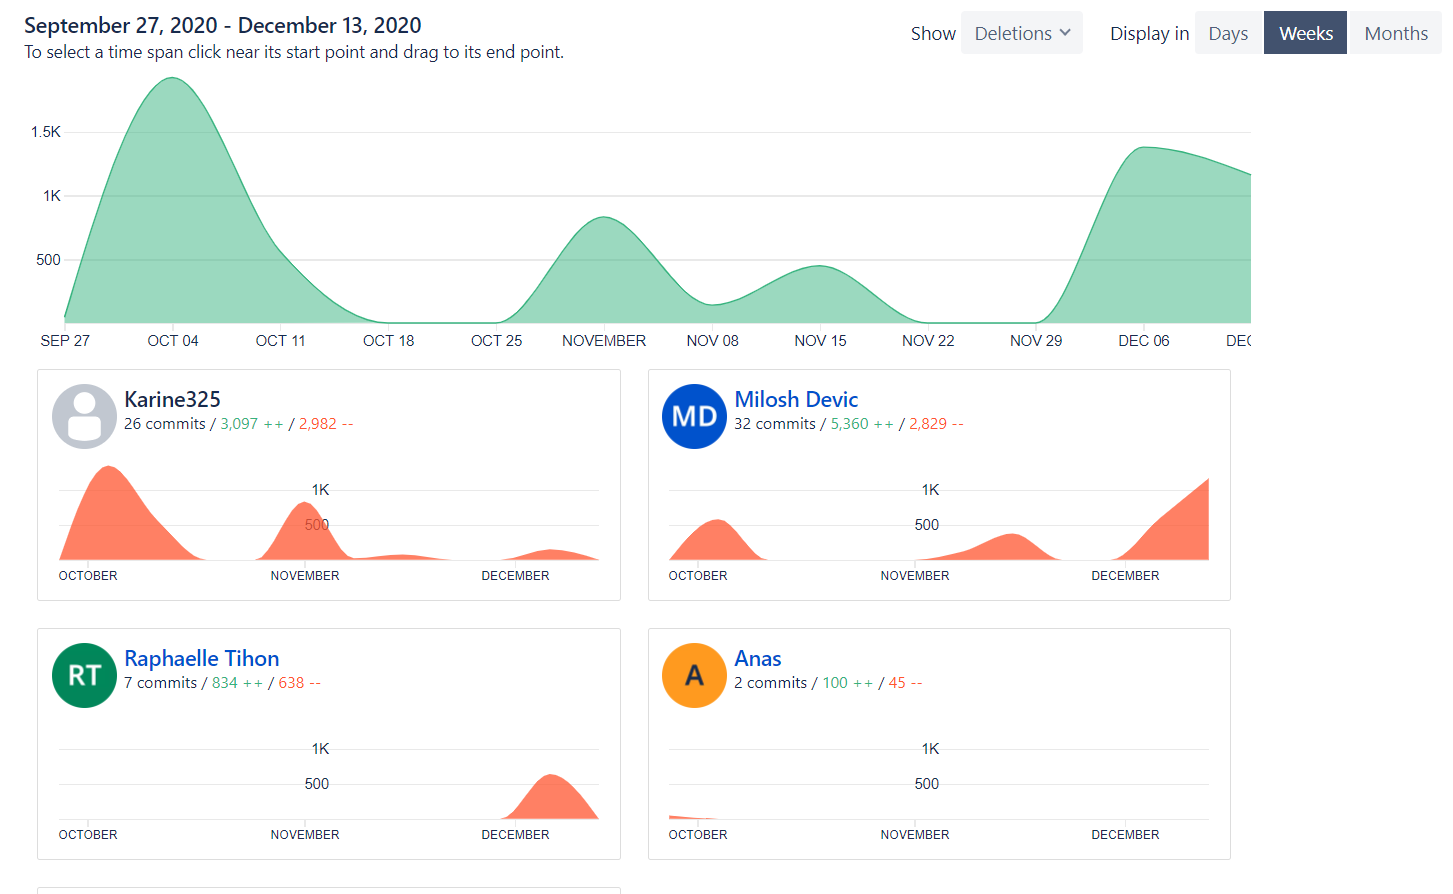 September 27, 2020 - December 13, 2020
To select a time span click near its start point and drag to its end point.
Show Deletions Display in Days Weeks Months
1.5K
1K
500
SEP 27 OCT 04 OCT 11 OCT 18 OCT 25 NOVEMBER NOV 08 NOV 15 NOV 22 NOV 29 DEC 06 DEC
Karine325
26 commits / 3,097 ++ / 2,982 --
1K
500
OCTOBER NOVEMBER DECEMBER
MD
Milosh Devic
32 commits / 5,360 ++ / 2,829 --
1K
500
OCTOBER NOVEMBER DECEMBER
RT
Raphaelle Tihon
7 commits / 834 ++ / 638 --
1K
500
OCTOBER NOVEMBER DECEMBER
A
Anas
2 commits / 100 ++ / 45 --
1K
500
OCTOBER NOVEMBER DECEMBER